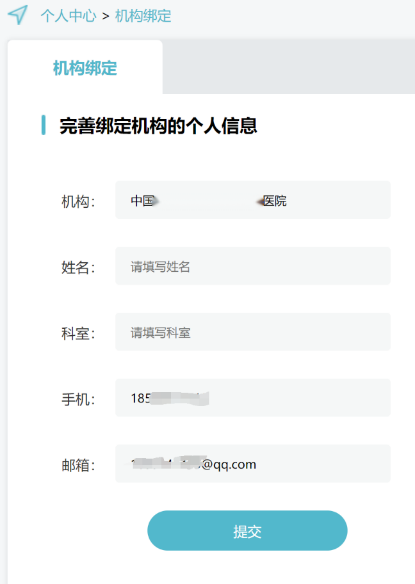 个人中心 > 机构绑定
机构绑定
完善绑定机构的个人信息
机构： 中国 医院
姓名： 请填写姓名
科室： 请填写科室
手机： 185
邮箱： @qq.com
提交